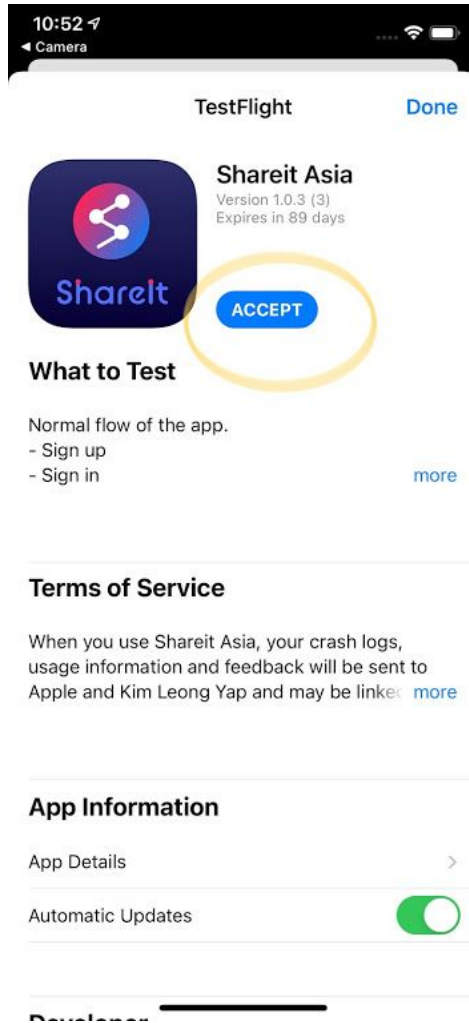 10:52
◀ Camera
TestFlight
Done
Shareit Asia
Version 1.0.3 (3)
Expires in 89 days
ShareIt
ACCEPT
What to Test
Normal flow of the app.
- Sign up
- Sign in
more
Terms of Service
When you use Shareit Asia, your crash logs,
usage information and feedback will be sent to
Apple and Kim Leong Yap and may be linked more
App Information
App Details
Automatic Updates
Developer